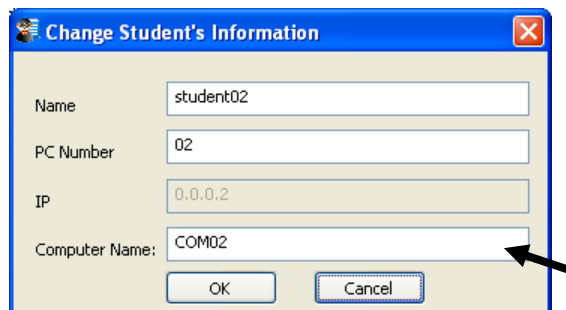 Change Student's Information
Name student02
PC Number 02
IP 0.0.0.2
Computer Name: COM02
OK Cancel